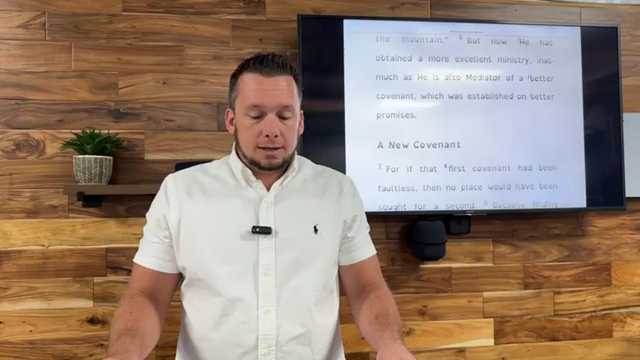 the mountain." 6 But now He has
obtained a more excellent ministry, inas-
much as He is also Mediator of a better
covenant, which was established on better
promises.
A New Covenant
7 For if that first covenant had been
faultless, then no place would have been
sought for a second. 8 Because finding